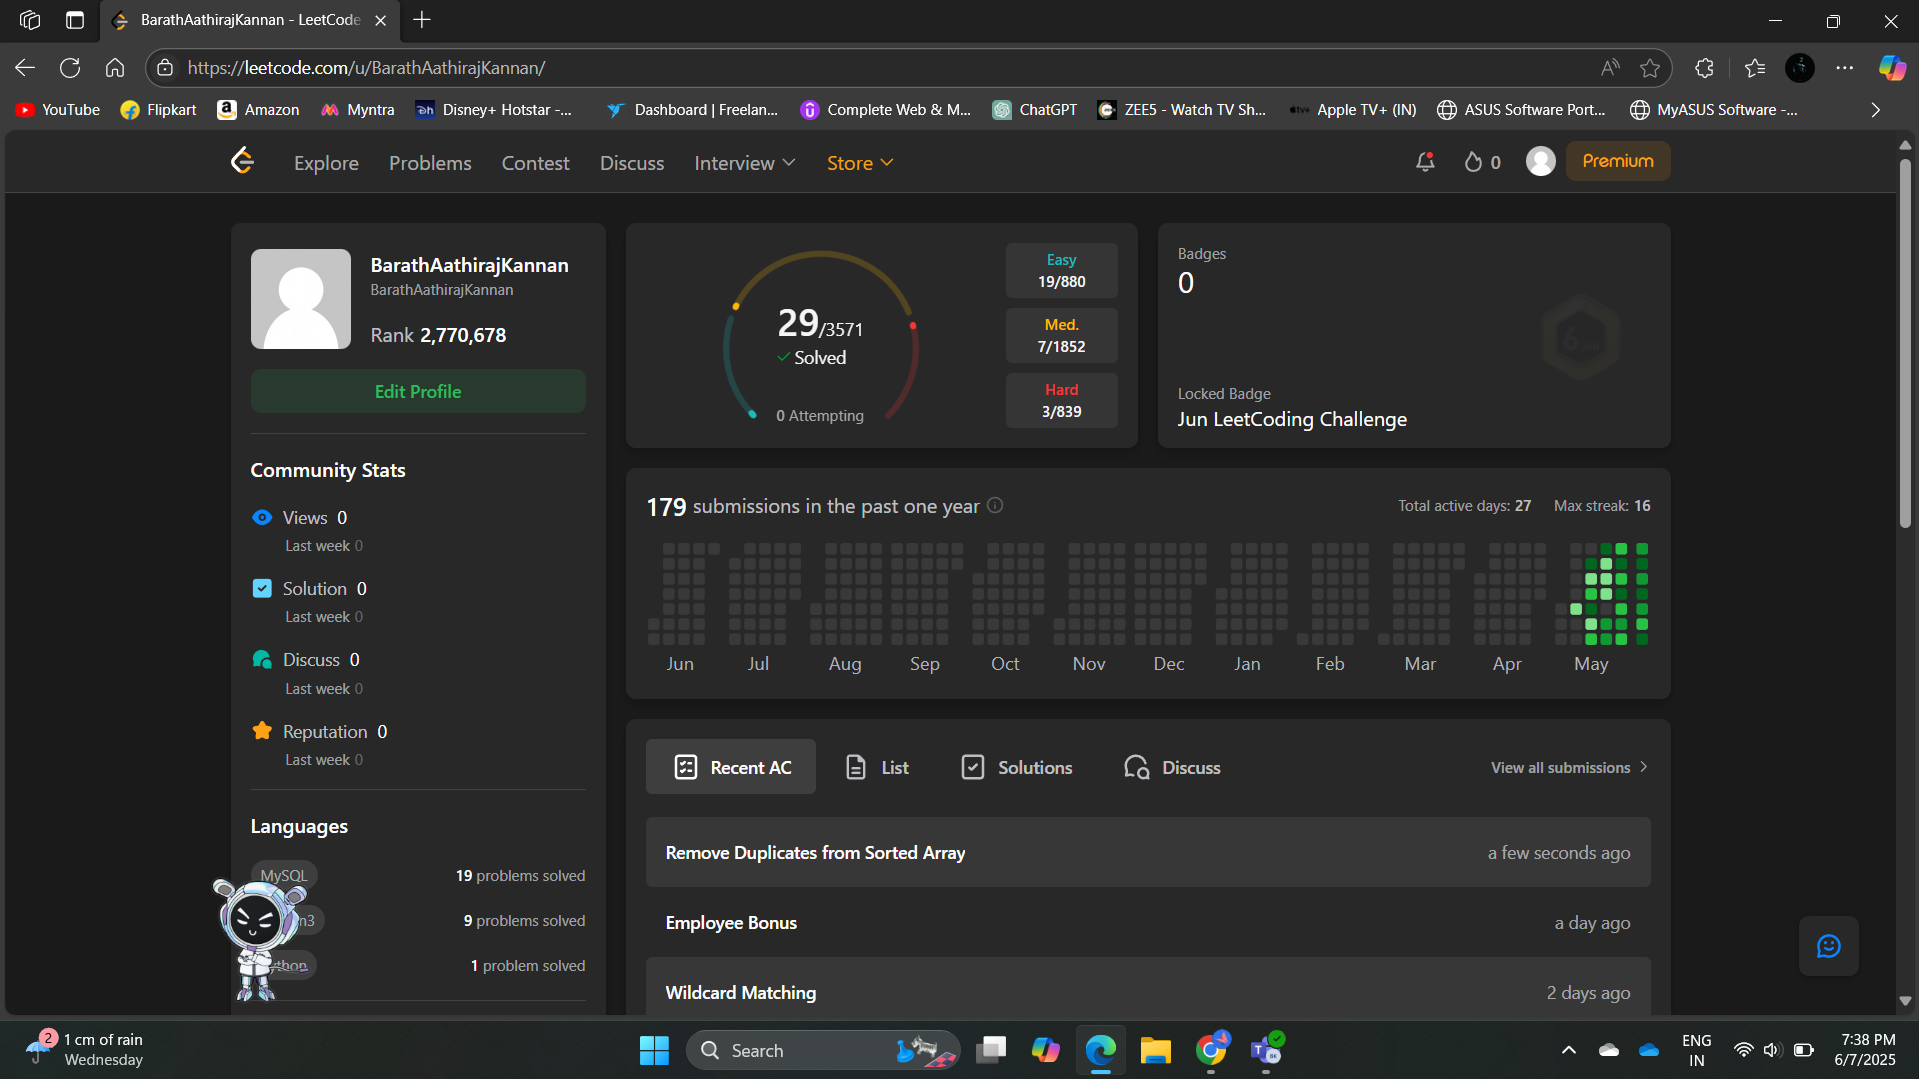 BarathAathirajKannan - LeetCode
https://leetcode.com/u/BarathAathirajKannan/
YouTube
Flipkart
Amazon
Myntra
Disney+ Hotstar -...
Dashboard | Freelan...
Complete Web & M...
ChatGPT
ZEE5 - Watch TV Sh...
Apple TV+ (IN)
ASUS Software Port...
MyASUS Software -...
Explore
Problems
Contest
Discuss
Interview
Store
0
Premium
BarathAathirajKannan
BarathAathirajKannan
Rank 2,770,678
Edit Profile
Community Stats
Views 0
Last week 0
Solution 0
Last week 0
Discuss 0
Last week 0
Reputation 0
Last week 0
Languages
MySQL
19 problems solved
n3
9 problems solved
ython
1 problem solved
29/3571
Solved
0 Attempting
Easy
19/880
Med.
7/1852
Hard
3/839
Badges
0
Locked Badge
Jun LeetCoding Challenge
179 submissions in the past one year
Total active days: 27
Max streak: 16
Jun
Jul
Aug
Sep
Oct
Nov
Dec
Jan
Feb
Mar
Apr
May
Recent AC
List
Solutions
Discuss
View all submissions
Remove Duplicates from Sorted Array
a few seconds ago
Employee Bonus
a day ago
Wildcard Matching
2 days ago
2
1 cm of rain
Wednesday
Search
ENG
IN
7:38 PM
6/7/2025